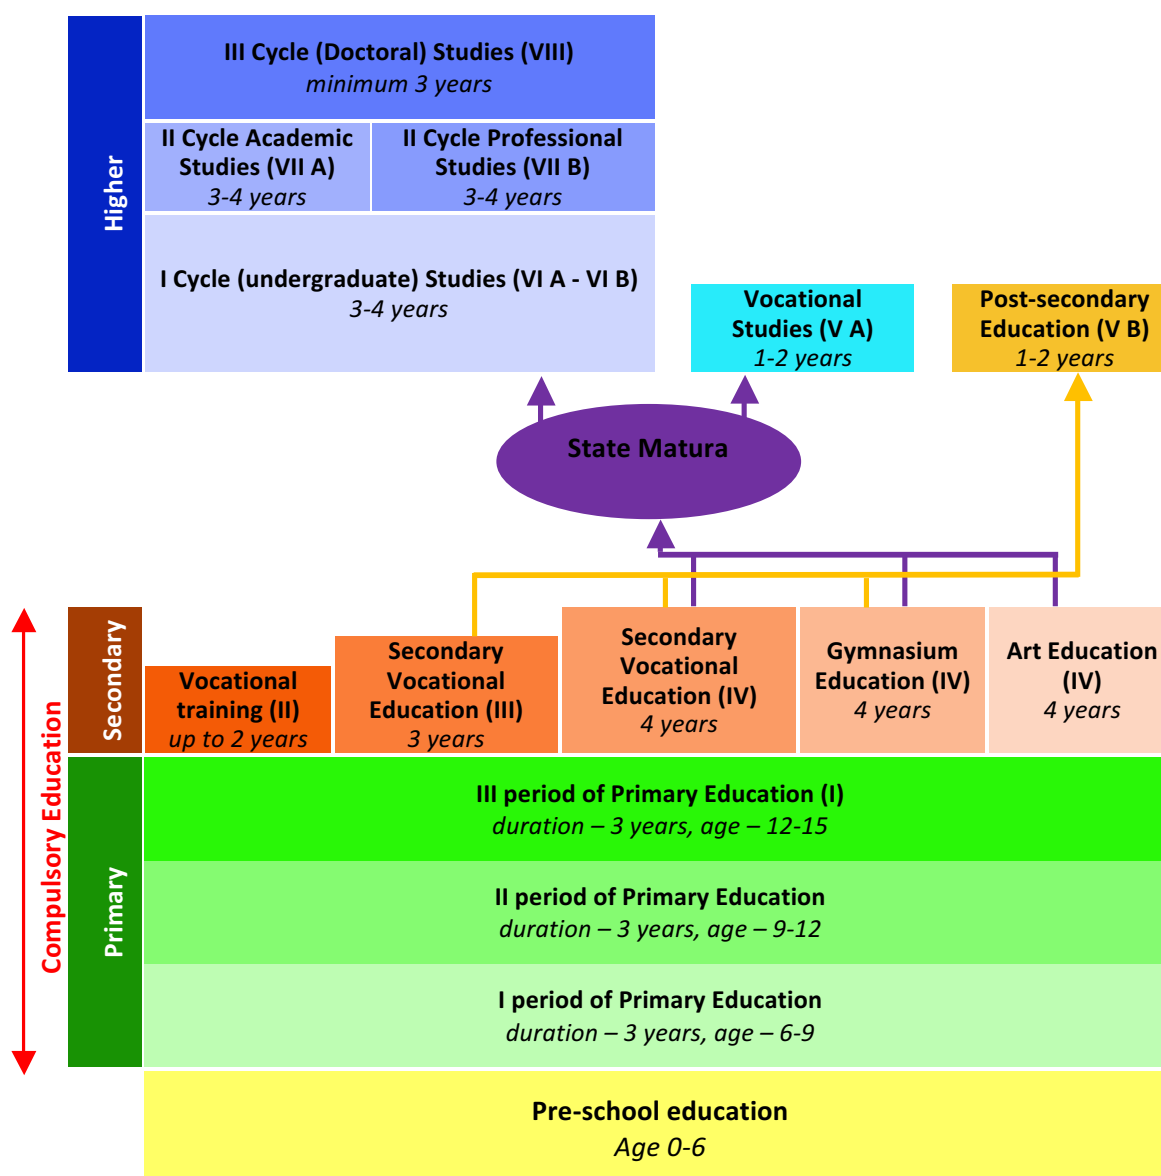 III Cycle (Doctoral) Studies (VIII)
minimum 3 years
II Cycle Academic
Studies (VII A)
3-4 years
II Cycle Professional
Studies (VII B)
3-4 years
Higher
I Cycle (undergraduate) Studies (VI A - VI B)
3-4 years
Vocational
Studies (V A)
1-2 years
Post-secondary
Education (V B)
1-2 years
State Matura
Compulsory Education
Secondary
Vocational
training (II)
up to 2 years
Secondary
Vocational
Education (III)
3 years
Secondary
Vocational
Education (IV)
4 years
Gymnasium
Education (IV)
4 years
Art Education
(IV)
4 years
Primary
III period of Primary Education (I)
duration – 3 years, age – 12-15
II period of Primary Education
duration – 3 years, age – 9-12
I period of Primary Education
duration – 3 years, age – 6-9
Pre-school education
Age 0-6